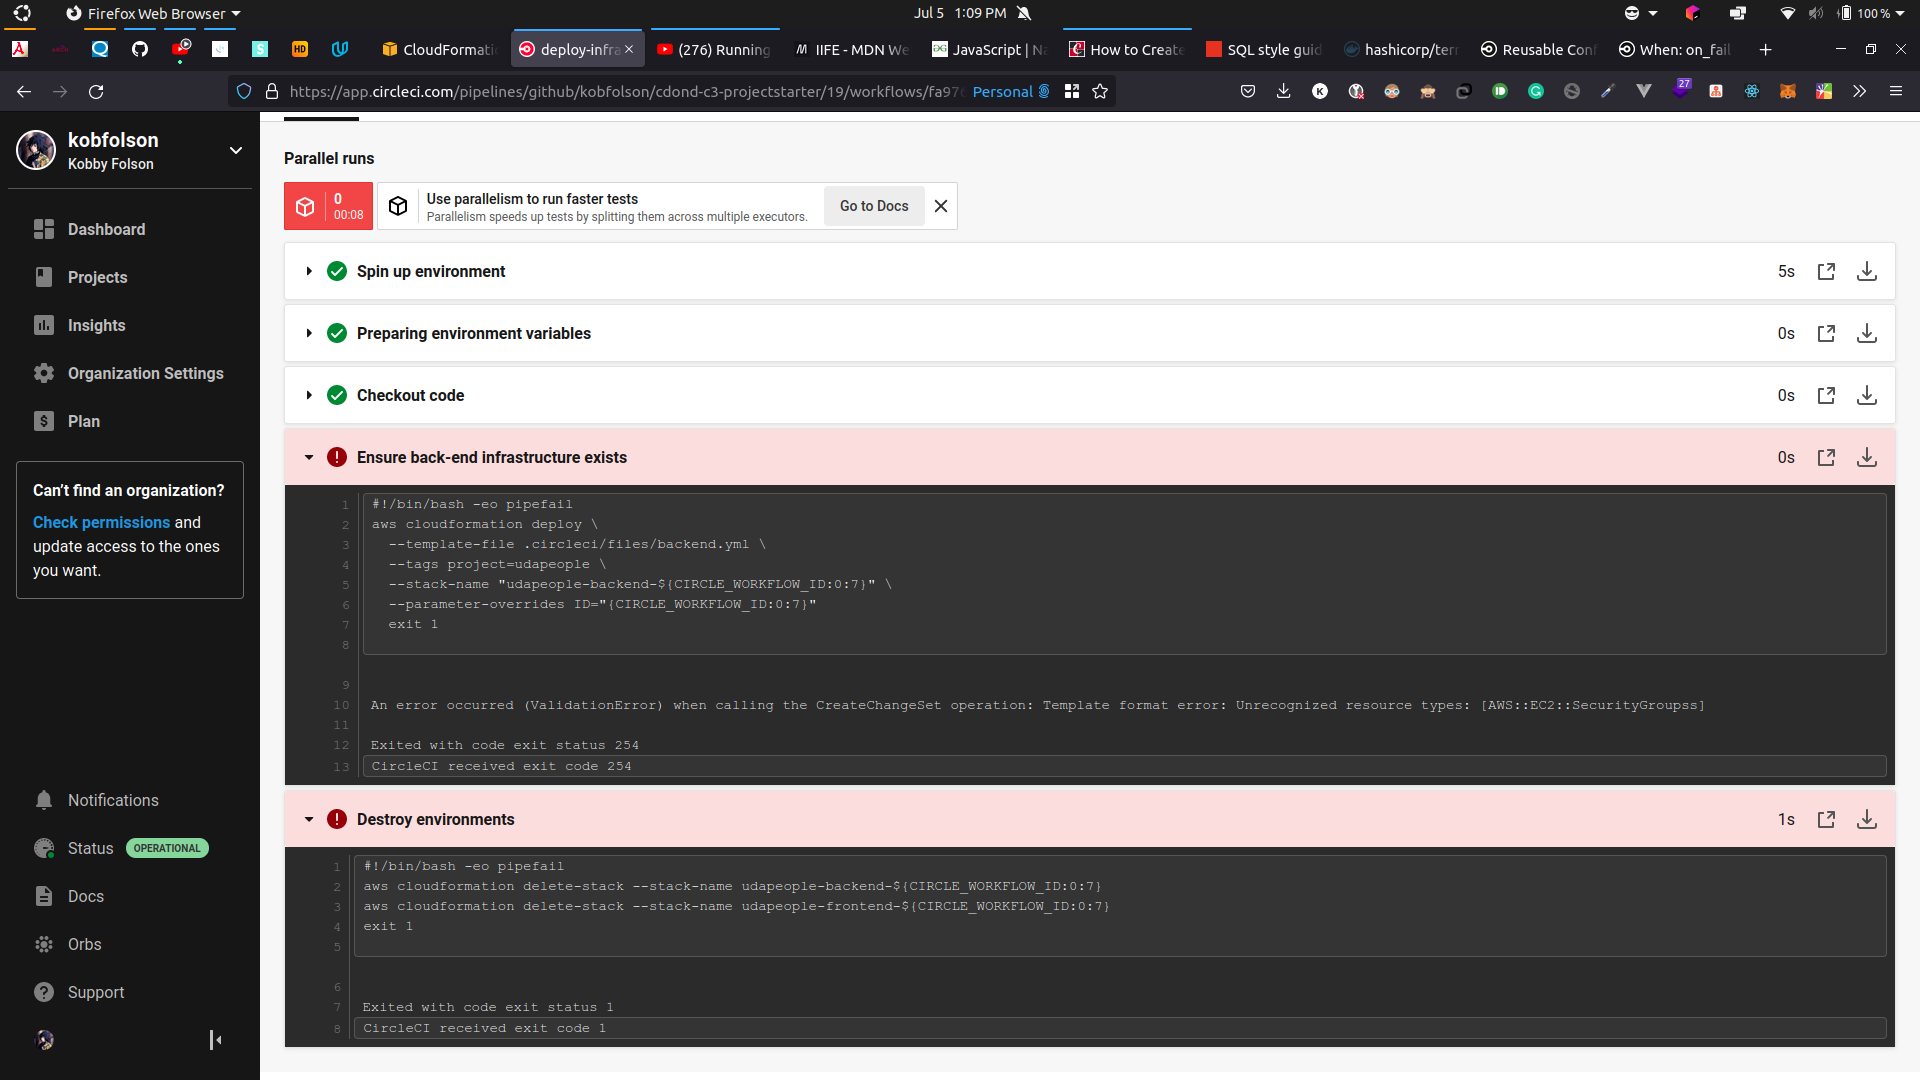 Firefox Web Browser
Jul 5 1:09 PM
100 %
CloudFormati
deploy-infra
(276) Running
IIFE - MDN We
JavaScript | Na
How to Create
SQL style guid
hashicorp/terr
Reusable Conf
When: on_fail
https://app.circleci.com/pipelines/github/kobfolson/cdond-c3-projectstarter/19/workflows/fa976
Personal
27
kobfolson
Kobby Folson
Dashboard
Projects
Insights
Organization Settings
Plan
Can't find an organization?
Check permissions and
update access to the ones
you want.
Notifications
Status OPERATIONAL
Docs
Orbs
Support
Parallel runs
0
00:08
Use parallelism to run faster tests
Parallelism speeds up tests by splitting them across multiple executors.
Go to Docs
Spin up environment 5s
Preparing environment variables 0s
Checkout code 0s
Ensure back-end infrastructure exists 0s
1 #!/bin/bash -eo pipefail
2 aws cloudformation deploy \
3 --template-file .circleci/files/backend.yml \
4 --tags project=udapeople \
5 --stack-name "udapeople-backend-${CIRCLE_WORKFLOW_ID:0:7}" \
6 --parameter-overrides ID="{CIRCLE_WORKFLOW_ID:0:7}"
7 exit 1
8
9
10 An error occurred (ValidationError) when calling the CreateChangeSet operation: Template format error: Unrecognized resource types: [AWS::EC2::SecurityGroupss]
11
12 Exited with code exit status 254
13 CircleCI received exit code 254
Destroy environments 1s
1 #!/bin/bash -eo pipefail
2 aws cloudformation delete-stack --stack-name udapeople-backend-${CIRCLE_WORKFLOW_ID:0:7}
3 aws cloudformation delete-stack --stack-name udapeople-frontend-${CIRCLE_WORKFLOW_ID:0:7}
4 exit 1
5
6
7 Exited with code exit status 1
8 CircleCI received exit code 1